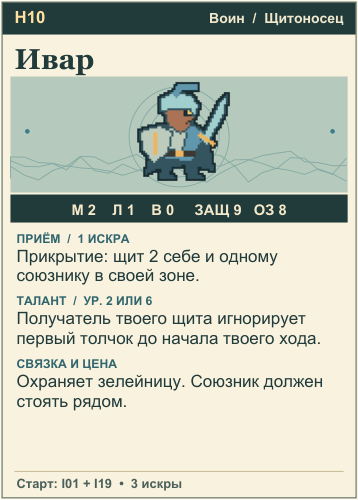 H10
Воин / Щитоносец
Ивар
М 2 Л 1 В 0 ЗАЩ 9 ОЗ 8
ПРИЁМ / 1 ИСКРА
Прикрытие: щит 2 себе и одному
союзнику в своей зоне.
ТАЛАНТ / УР. 2 ИЛИ 6
Получатель твоего щита игнорирует
первый толчок до начала твоего хода.
СВЯЗКА И ЦЕНА
Охраняет зелейницу. Союзник должен
стоять рядом.
Старт: I01 + I19 • 3 искры